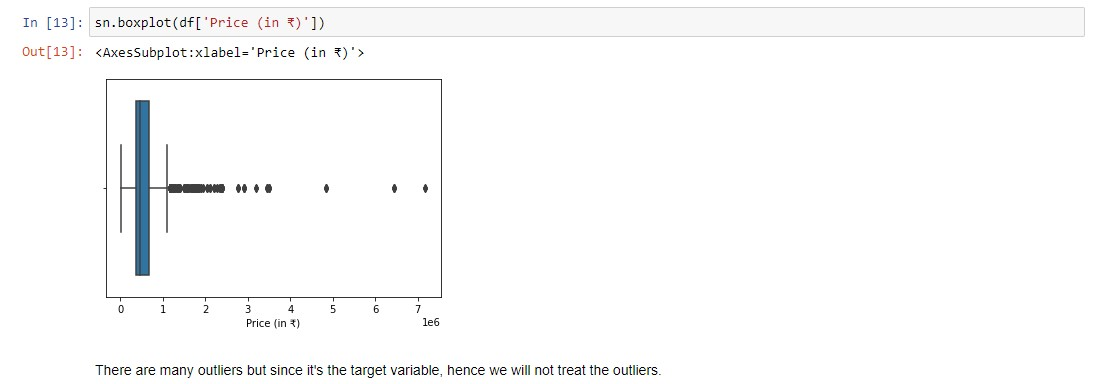 In [13]: sn.boxplot(df['Price (in ₹)'])
Out[13]: <AxesSubplot:xlabel='Price (in ₹)'>
0 1 2 3 4 5 6 7
Price (in ₹)
1e6
There are many outliers but since it's the target variable, hence we will not treat the outliers.